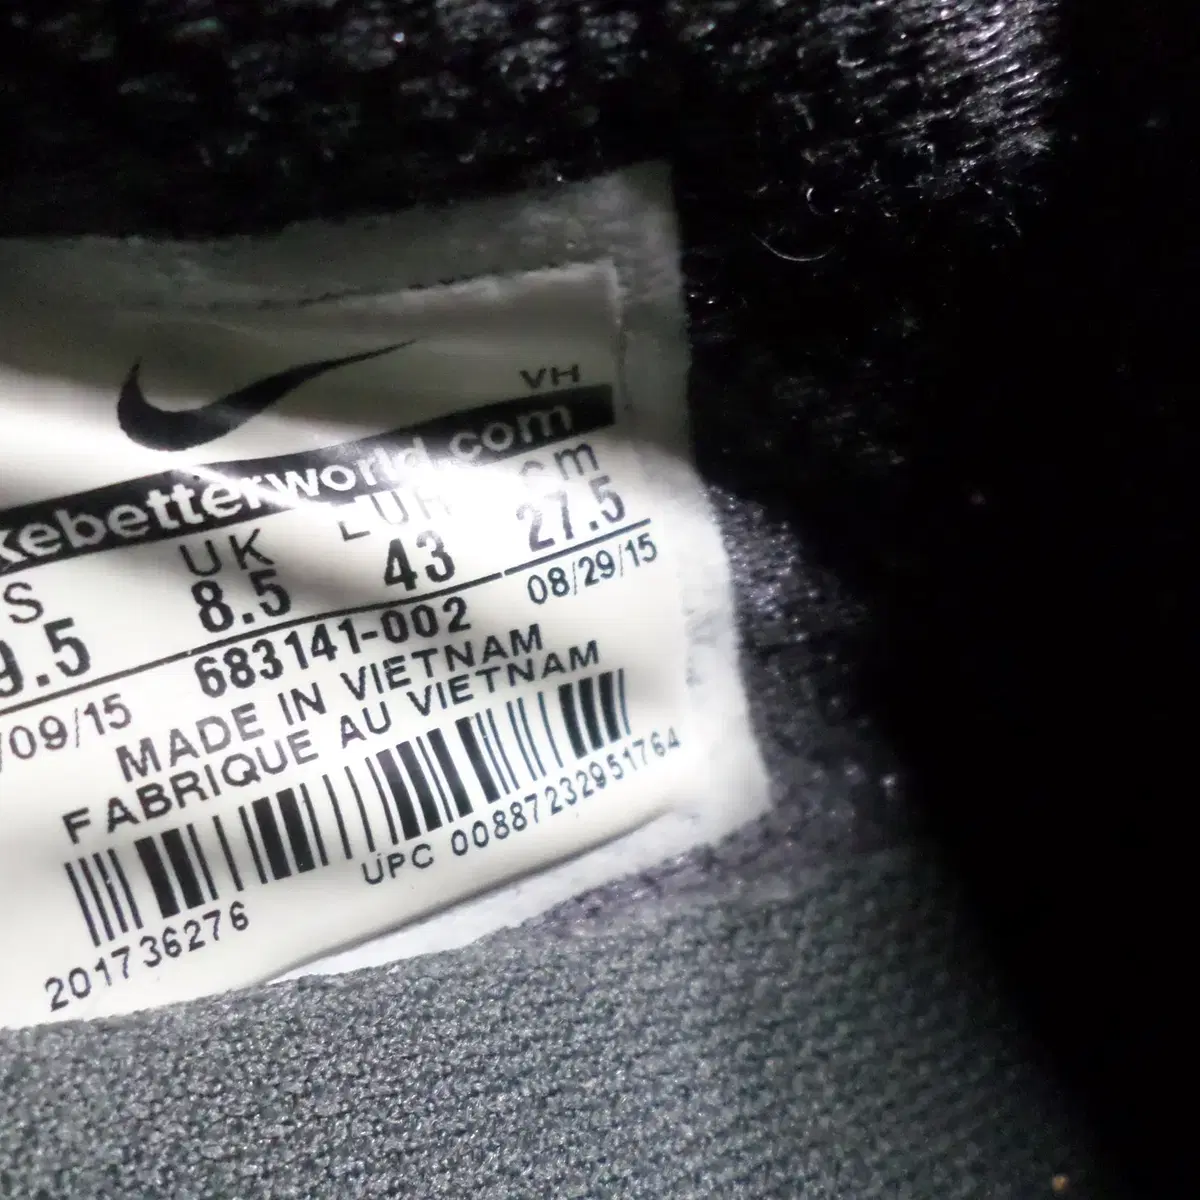 VH
kebetterworld.com
S UK EUR cm
9.5 8.5 43 27.5
/09/15 683141-002 08/29/15
MADE IN VIETNAM
FABRIQUE AU VIETNAM
UPC 00887232951764
201736276